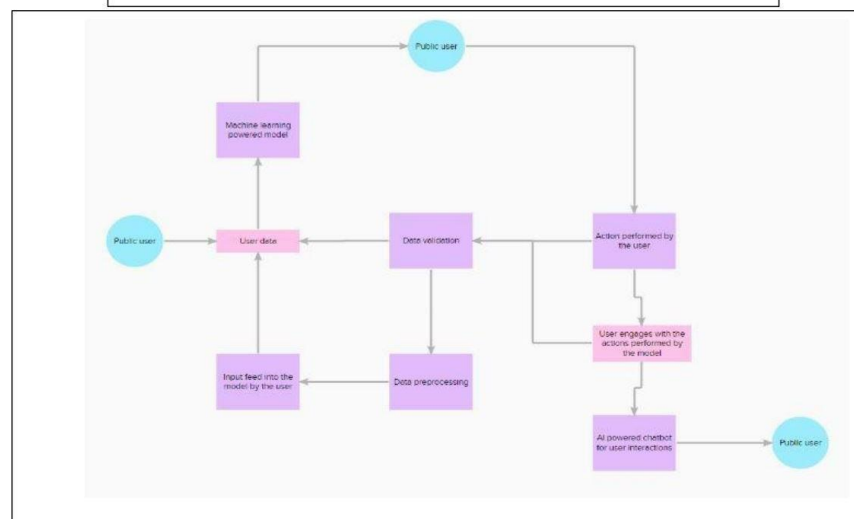 Public user
Machine learning
powered model
Public user
User data
Data validation
Action performed by
the user
User engages with the
actions performed by
the model
Input feed into the
model by the user
Data preprocessing
AI powered chatbot
for user interactions
Public user